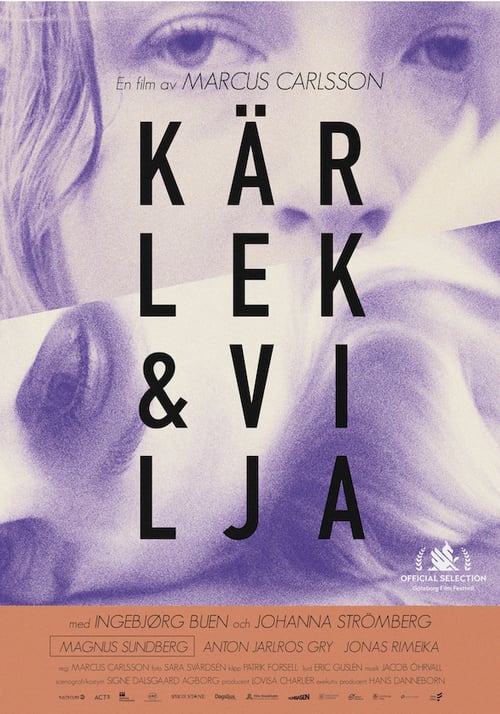 En film av MARCUS CARLSSON
KÄR
LEK
&VI
LJA
OFFICIAL SELECTION
Göteborg Film Festival
med INGEBJØRG BUEN och JOHANNA STRÖMBERG
MAGNUS SUNDBERG ANTON JARLROS GRY JONAS RIMEIKA
regi MARCUS CARLSSON foto SARA SVÄRDSÉN klipp PATRIK FORSELL ljud ERIC GUSLÉN musik JACOB ÖHRVALL
scenografi/kostym SIGNE DALSGAARD AGBORG producent LOVISA CHARLIER exekutiv producent HANS DANNEBORN
ACT3